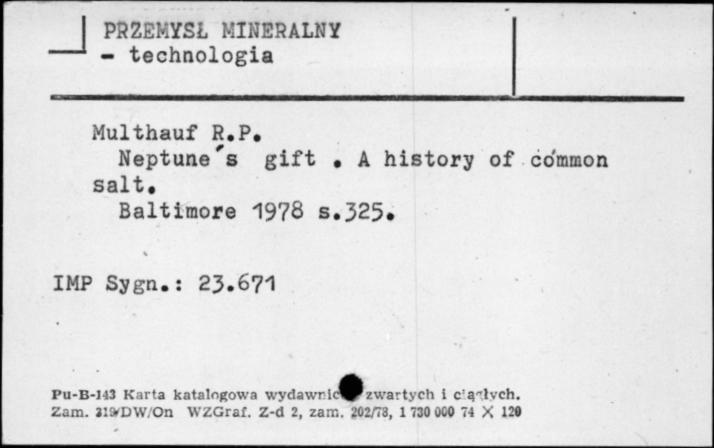 PRZEMYSŁ MINERALNY
- technologia
Multhauf R.P.
Neptune´s gift . A history of common
salt.
Baltimore 1978 s.325.
IMP Sygn.: 23.671
Pu-B-143 Karta katalogowa wydawnic zwartych i ciągłych.
Zam. 319/DW/On WZGraf. Z-d 2, zam. 202/78, 1 730 000 74 X 120